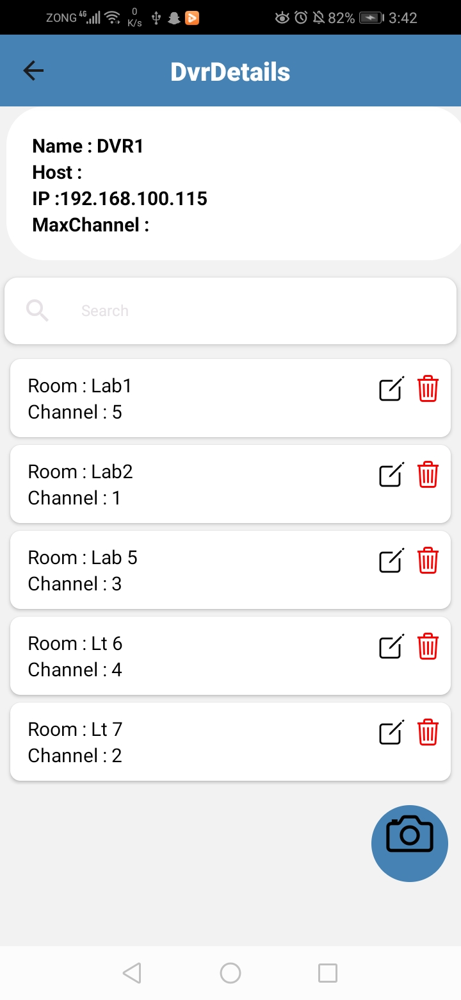 ZONG 4G 0 K/s 82% 3:42
DvrDetails
Name : DVR1
Host :
IP :192.168.100.115
MaxChannel :
Search
Room : Lab1
Channel : 5
Room : Lab2
Channel : 1
Room : Lab 5
Channel : 3
Room : Lt 6
Channel : 4
Room : Lt 7
Channel : 2